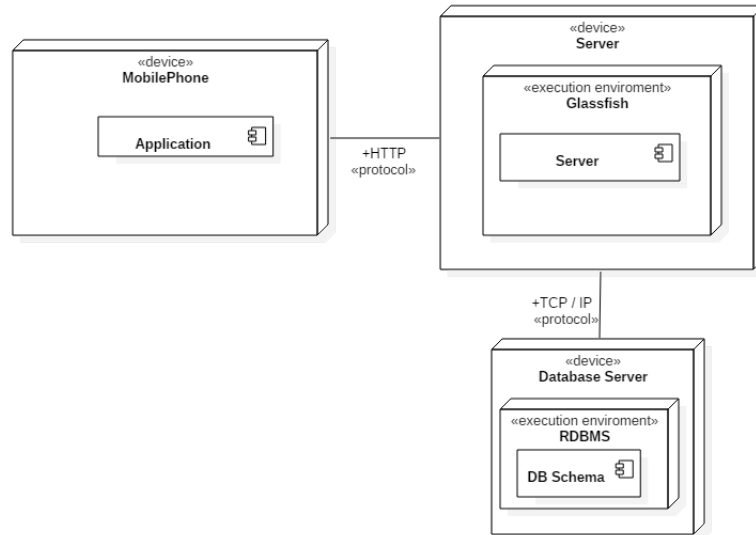 «device»
MobilePhone
Application
+HTTP
«protocol»
«device»
Server
«execution enviroment»
Glassfish
Server
+TCP / IP
«protocol»
«device»
Database Server
«execution enviroment»
RDBMS
DB Schema